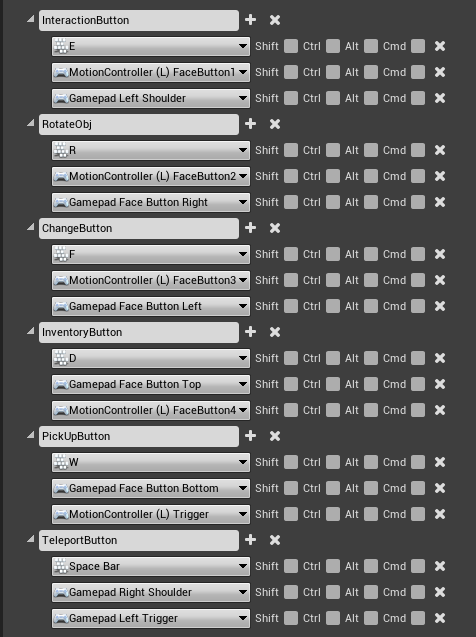 InteractionButton
E Shift Ctrl Alt Cmd
MotionController (L) FaceButton1 Shift Ctrl Alt Cmd
Gamepad Left Shoulder Shift Ctrl Alt Cmd
RotateObj
R Shift Ctrl Alt Cmd
MotionController (L) FaceButton2 Shift Ctrl Alt Cmd
Gamepad Face Button Right Shift Ctrl Alt Cmd
ChangeButton
F Shift Ctrl Alt Cmd
MotionController (L) FaceButton3 Shift Ctrl Alt Cmd
Gamepad Face Button Left Shift Ctrl Alt Cmd
InventoryButton
D Shift Ctrl Alt Cmd
Gamepad Face Button Top Shift Ctrl Alt Cmd
MotionController (L) FaceButton4 Shift Ctrl Alt Cmd
PickUpButton
W Shift Ctrl Alt Cmd
Gamepad Face Button Bottom Shift Ctrl Alt Cmd
MotionController (L) Trigger Shift Ctrl Alt Cmd
TeleportButton
Space Bar Shift Ctrl Alt Cmd
Gamepad Right Shoulder Shift Ctrl Alt Cmd
Gamepad Left Trigger Shift Ctrl Alt Cmd